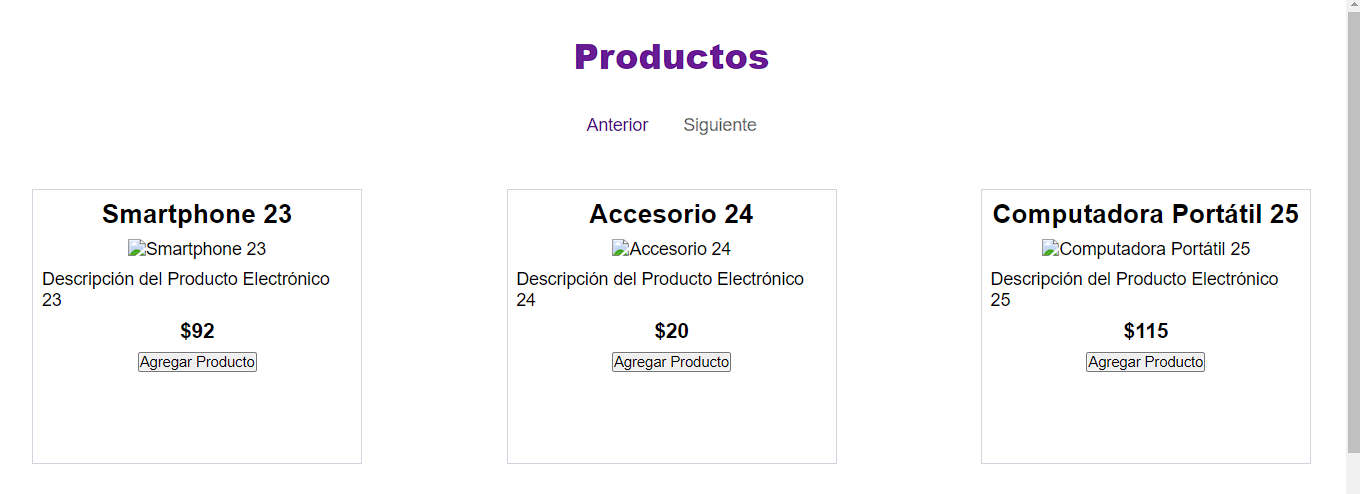 Productos
Anterior Siguiente
Smartphone 23
Smartphone 23
Descripción del Producto Electrónico
23
$92
Agregar Producto
Accesorio 24
Accesorio 24
Descripción del Producto Electrónico
24
$20
Agregar Producto
Computadora Portátil 25
Computadora Portátil 25
Descripción del Producto Electrónico
25
$115
Agregar Producto